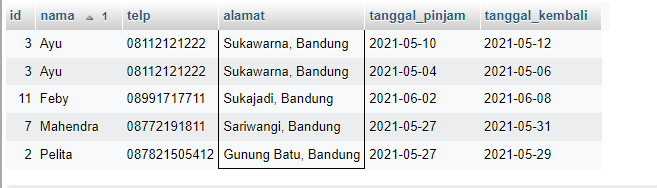 id nama 1 telp alamat tanggal_pinjam tanggal_kembali
3 Ayu 08112121222 Sukawarna, Bandung 2021-05-10 2021-05-12
3 Ayu 08112121222 Sukawarna, Bandung 2021-05-04 2021-05-06
11 Feby 08991717711 Sukajadi, Bandung 2021-06-02 2021-06-08
7 Mahendra 08772191811 Sariwangi, Bandung 2021-05-27 2021-05-31
2 Pelita 087821505412 Gunung Batu, Bandung 2021-05-27 2021-05-29